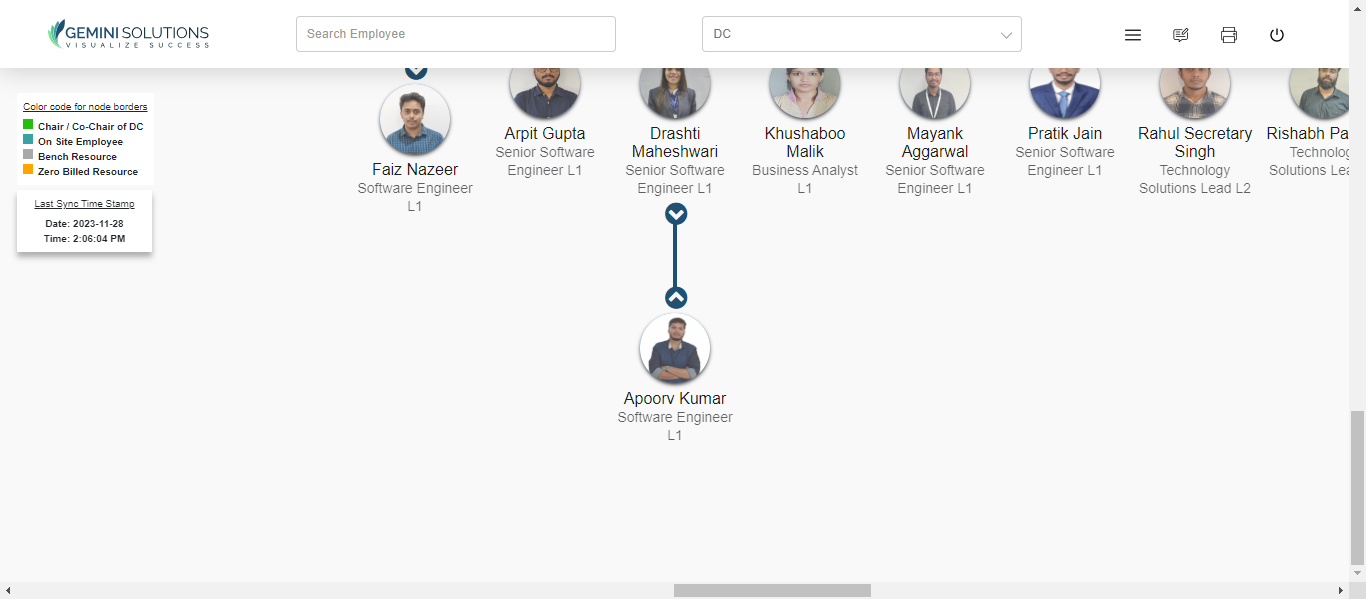 GEMINI SOLUTIONS
VISUALIZE SUCCESS
Search Employee
DC
Color code for node borders
Chair / Co-Chair of DC
On Site Employee
Bench Resource
Zero Billed Resource
Last Sync Time Stamp
Date: 2023-11-28
Time: 2:06:04 PM
Faiz Nazeer
Software Engineer
L1
Arpit Gupta
Senior Software
Engineer L1
Drashti
Maheshwari
Senior Software
Engineer L1
Khushaboo
Malik
Business Analyst
L1
Mayank
Aggarwal
Senior Software
Engineer L1
Pratik Jain
Senior Software
Engineer L1
Rahul Secretary
Singh
Technology
Solutions Lead L2
Rishabh Pa
Technolog
Solutions Lea
Apoorv Kumar
Software Engineer
L1